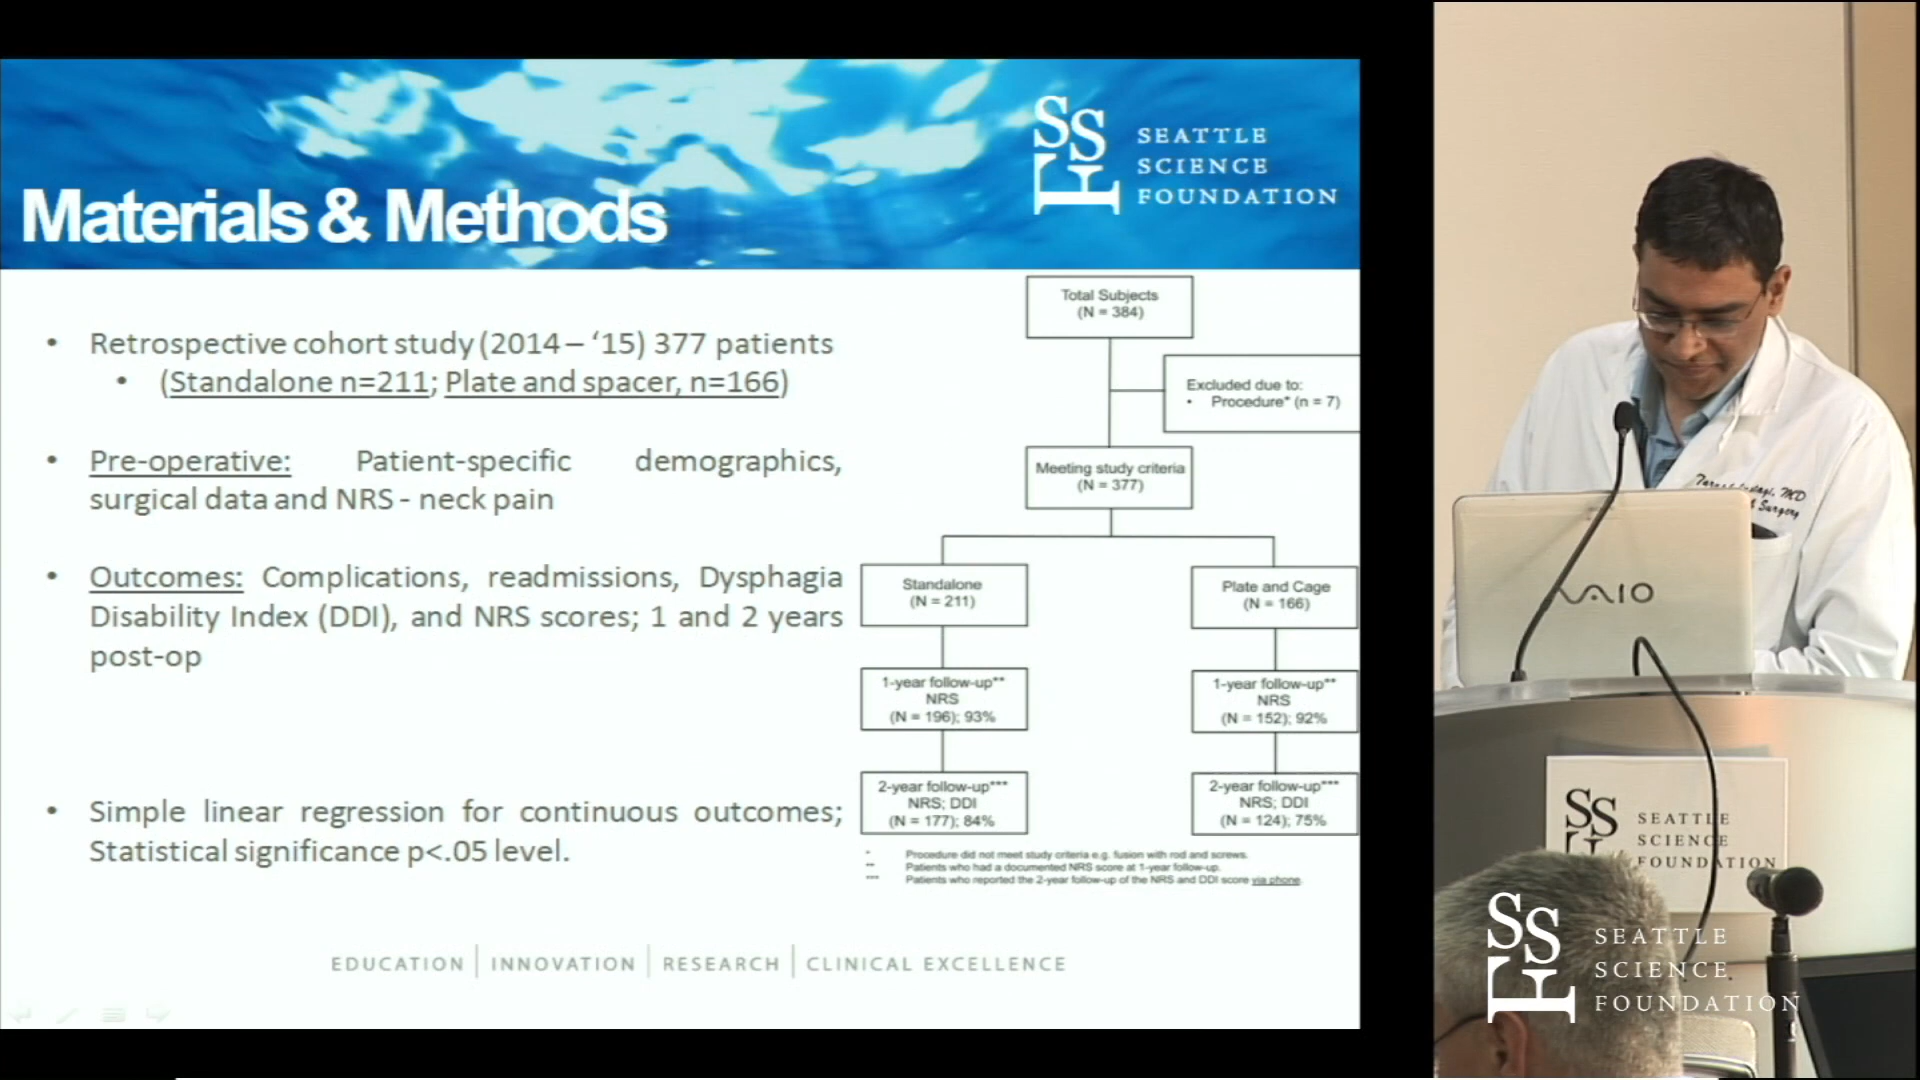 SEATTLE
SCIENCE
FOUNDATION
Materials & Methods
• Retrospective cohort study (2014 – ‘15) 377 patients
• (Standalone n=211; Plate and spacer, n=166)
• Pre-operative: Patient-specific demographics,
surgical data and NRS - neck pain
• Outcomes: Complications, readmissions, Dysphagia
Disability Index (DDI), and NRS scores; 1 and 2 years
post-op
• Simple linear regression for continuous outcomes;
Statistical significance p<.05 level.
Total Subjects
(N = 384)
Excluded due to:
• Procedure* (n = 7)
Meeting study criteria
(N = 377)
Standalone
(N = 211)
Plate and Cage
(N = 166)
1-year follow-up**
NRS
(N = 196); 93%
1-year follow-up**
NRS
(N = 152); 92%
2-year follow-up***
NRS; DDI
(N = 177); 84%
2-year follow-up***
NRS; DDI
(N = 124); 75%
* Procedure did not meet study criteria e.g. fusion with rod and screws.
** Patients who had a documented NRS score at 1-year follow-up.
*** Patients who reported the 2-year follow-up of the NRS and DDI score via phone.
EDUCATION | INNOVATION | RESEARCH | CLINICAL EXCELLENCE
MD
Surgery
VAIO
SEATTLE
SCIENCE
FOUNDATION
SEATTLE
SCIENCE
FOUNDATION